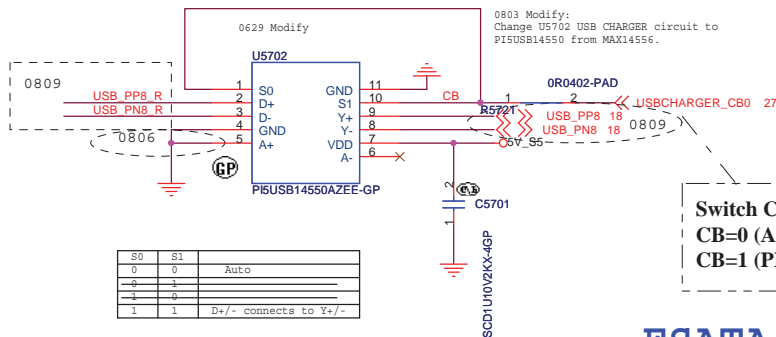 0629 Modify
0803 Modify:
Change U5702 USB CHARGER circuit to
PI5USB14550 from MAX14556.
U5702
0809
USB_PP8_R
USB_PN8_R
0806
1
2
3
4
5
S0
D+
D-
GND
A+
GND
S1
Y+
Y-
VDD
A-
11
10
9
8
7
6
PI5USB14550AZEE-GP
GP
CB
1
2
0R0402-PAD
R5721
USBCHARGER_CB0 27
USB_PP8 18
USB_PN8 18
0809
5V_S5
2
1
C5701
SCD1U10V2KX-4GP
S0 S1
0 0 Auto
0 1
1 0
1 1 D+/- connects to Y+/-
Switch C
CB=0 (A
CB=1 (P